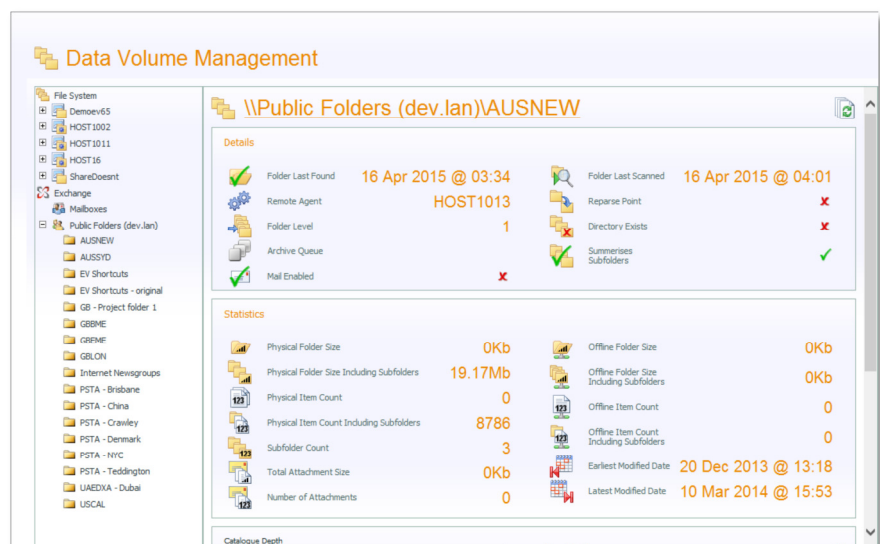 Data Volume Management
File System
Demoev65
HOST1002
HOST1011
HOST16
ShareDoesnt
Exchange
Mailboxes
Public Folders (dev.lan)
AUSNEW
AUSSYD
EV Shortcuts
EV Shortcuts - original
GB - Project folder 1
GBBME
GBEME
GBLON
Internet Newsgroups
PSTA - Brisbane
PSTA - China
PSTA - Crawley
PSTA - Denmark
PSTA - NYC
PSTA - Teddington
UAEDXA - Dubai
USCAL
\\Public Folders (dev.lan)\AUSNEW
Details
Folder Last Found 16 Apr 2015 @ 03:34
Folder Last Scanned 16 Apr 2015 @ 04:01
Remote Agent HOST1013
Reparse Point
Folder Level 1
Directory Exists
Archive Queue
Summerises
Subfolders
Mail Enabled
Statistics
Physical Folder Size 0Kb
Offline Folder Size 0Kb
Physical Folder Size Including Subfolders 19.17Mb
Offline Folder Size
Including Subfolders 0Kb
123
Physical Item Count 0
123
Offline Item Count 0
123
Physical Item Count Including Subfolders 8786
123
Offline Item Count
Including Subfolders 0
123
Subfolder Count 3
Earliest Modified Date 20 Dec 2013 @ 13:18
Total Attachment Size 0Kb
Latest Modified Date 10 Mar 2014 @ 15:53
123
Number of Attachments 0
Catalogue Depth